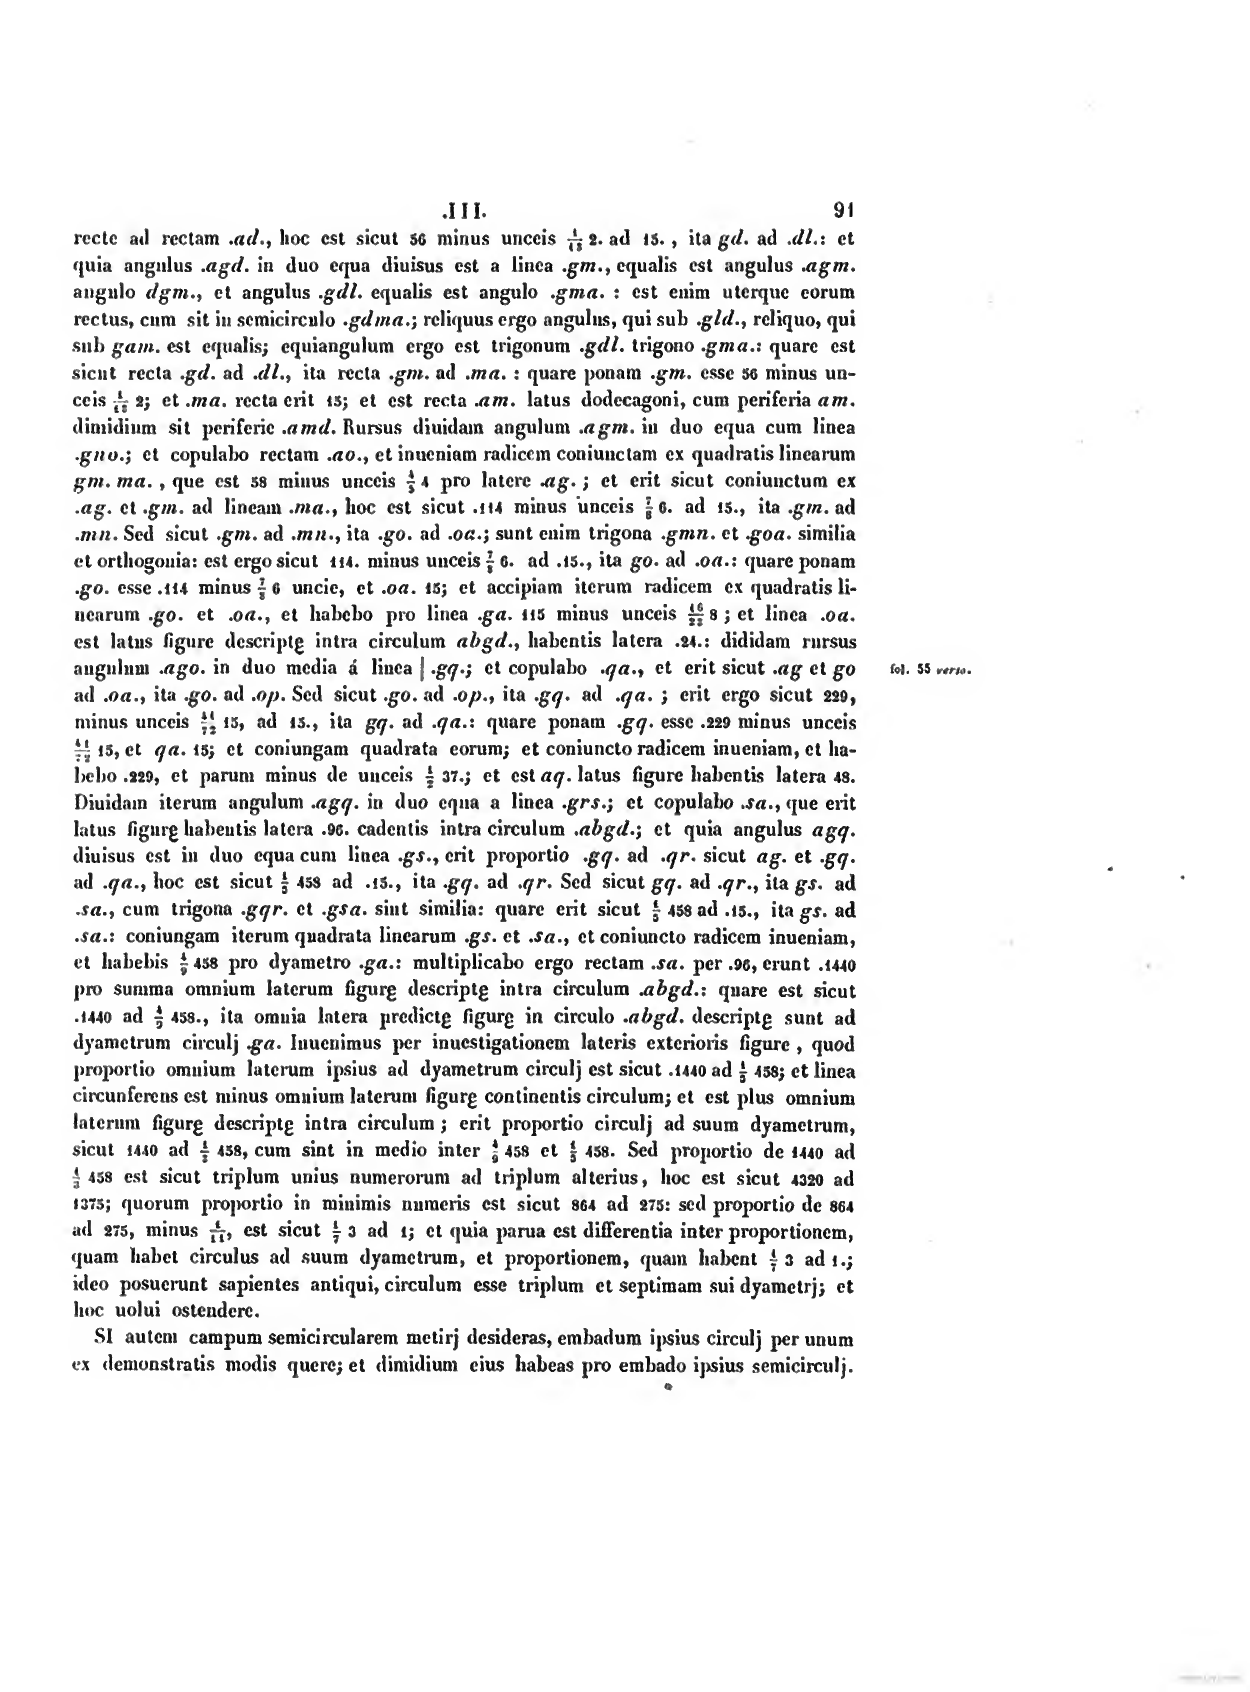 .III. 91
recte ad rectam .ad., hoc est sicut 56 minus unceis 1/18 2. ad 15. , ita gd. ad .dl.: et
quia angulus .agd. in duo equa diuisus est a linea .gm., equalis est angulus .agm.
angulo dgm., et angulus .gdl. equalis est angulo .gma. : est enim uterque eorum
rectus, cum sit in semicirculo .gdma.; reliquus ergo angulus, qui sub .gld., reliquo, qui
sub gam. est equalis; equiangulum ergo est trigonum .gdl. trigono .gma.: quare est
sicut recta .gd. ad .dl., ita recta .gm. ad .ma. : quare ponam .gm. esse 56 minus un-
ceis 1/18 2; et .ma. recta erit 15; et est recta .am. latus dodecagoni, cum periferia am.
dimidium sit periferie .amd. Rursus diuidam angulum .agm. in duo equa cum linea
.gno.; et copulabo rectam .ao., et inueniam radicem coniunctam ex quadratis linearum
gm. ma. , que est 58 minus unceis 1/5 4 pro latere .ag. ; et erit sicut coniunctum ex
.ag. et .gm. ad lineam .ma., hoc est sicut .114 minus unceis 7/8 6. ad 15., ita .gm. ad
.mn. Sed sicut .gm. ad .mn., ita .go. ad .oa.; sunt enim trigona .gmn. et .goa. similia
et orthogonia: est ergo sicut 114. minus unceis 7/8 6. ad .15., ita go. ad .oa.: quare ponam
.go. esse .114 minus 7/8 6 uncie, et .oa. 15; et accipiam iterum radicem ex quadratis li-
nearum .go. et .oa., et habebo pro linea .ga. 115 minus unceis 16/23 8 ; et linea .oa.
est latus figure descriptę intra circulum abgd., habentis latera .24.: dididam rursus
angulum .ago. in duo media á linea | .gq.; et copulabo .qa., et erit sicut .ag et go
fol. 55 verso.
ad .oa., ita .go. ad .op. Sed sicut .go. ad .op., ita .gq. ad .qa. ; erit ergo sicut 229,
minus unceis 41/72 15, ad 15., ita gq. ad .qa.: quare ponam .gq. esse .229 minus unceis
41/72 15, et qa. 15; et coniungam quadrata eorum; et coniuncto radicem inueniam, et ha-
bebo .229, et parum minus de unceis 1/2 37.; et est aq. latus figure habentis latera 48.
Diuidam iterum angulum .agq. in duo equa a linea .grs.; et copulabo .sa., que erit
latus figurę habentis latera .96. cadentis intra circulum .abgd.; et quia angulus agq.
diuisus est in duo equa cum linea .gs., erit proportio .gq. ad .qr. sicut ag. et .gq.
ad .qa., hoc est sicut 1/5 458 ad .15., ita .gq. ad .qr. Sed sicut gq. ad .qr., ita gs. ad
.sa., cum trigona .gqr. et .gsa. sint similia: quare erit sicut 1/5 458 ad .15., ita gs. ad
.sa.: coniungam iterum quadrata linearum .gs. et .sa., et coniuncto radicem inueniam,
et habebis 4/9 458 pro dyametro .ga.: multiplicabo ergo rectam .sa. per .96, erunt .1440
pro summa omnium laterum figurę descriptę intra circulum .abgd.: quare est sicut
.1440 ad 4/9 458., ita omnia latera predictę figurę in circulo .abgd. descriptę sunt ad
dyametrum circulj .ga. Inuenimus per inuestigationem lateris exterioris figure , quod
proportio omnium laterum ipsius ad dyametrum circulj est sicut .1440 ad 1/5 458; et linea
circunferens est minus omnium laterum figurę continentis circulum; et est plus omnium
laterum figurę descriptę intra circulum ; erit proportio circulj ad suum dyametrum,
sicut 1440 ad 1/3 458, cum sint in medio inter 4/9 458 et 1/5 458. Sed proportio de 1440 ad
1/3 458 est sicut triplum unius numerorum ad triplum alterius, hoc est sicut 4320 ad
1375; quorum proportio in minimis numeris est sicut 864 ad 275: sed proportio de 864
ad 275, minus 1/11, est sicut 1/7 3 ad 1; et quia parua est differentia inter proportionem,
quam habet circulus ad suum dyametrum, et proportionem, quam habent 1/7 3 ad 1.;
ideo posuerunt sapientes antiqui, circulum esse triplum et septimam sui dyametrj; et
hoc uolui ostendere.
SI autem campum semicircularem metirj desideras, embadum ipsius circulj per unum
ex demonstratis modis quere; et dimidium eius habeas pro embado ipsius semicirculj.